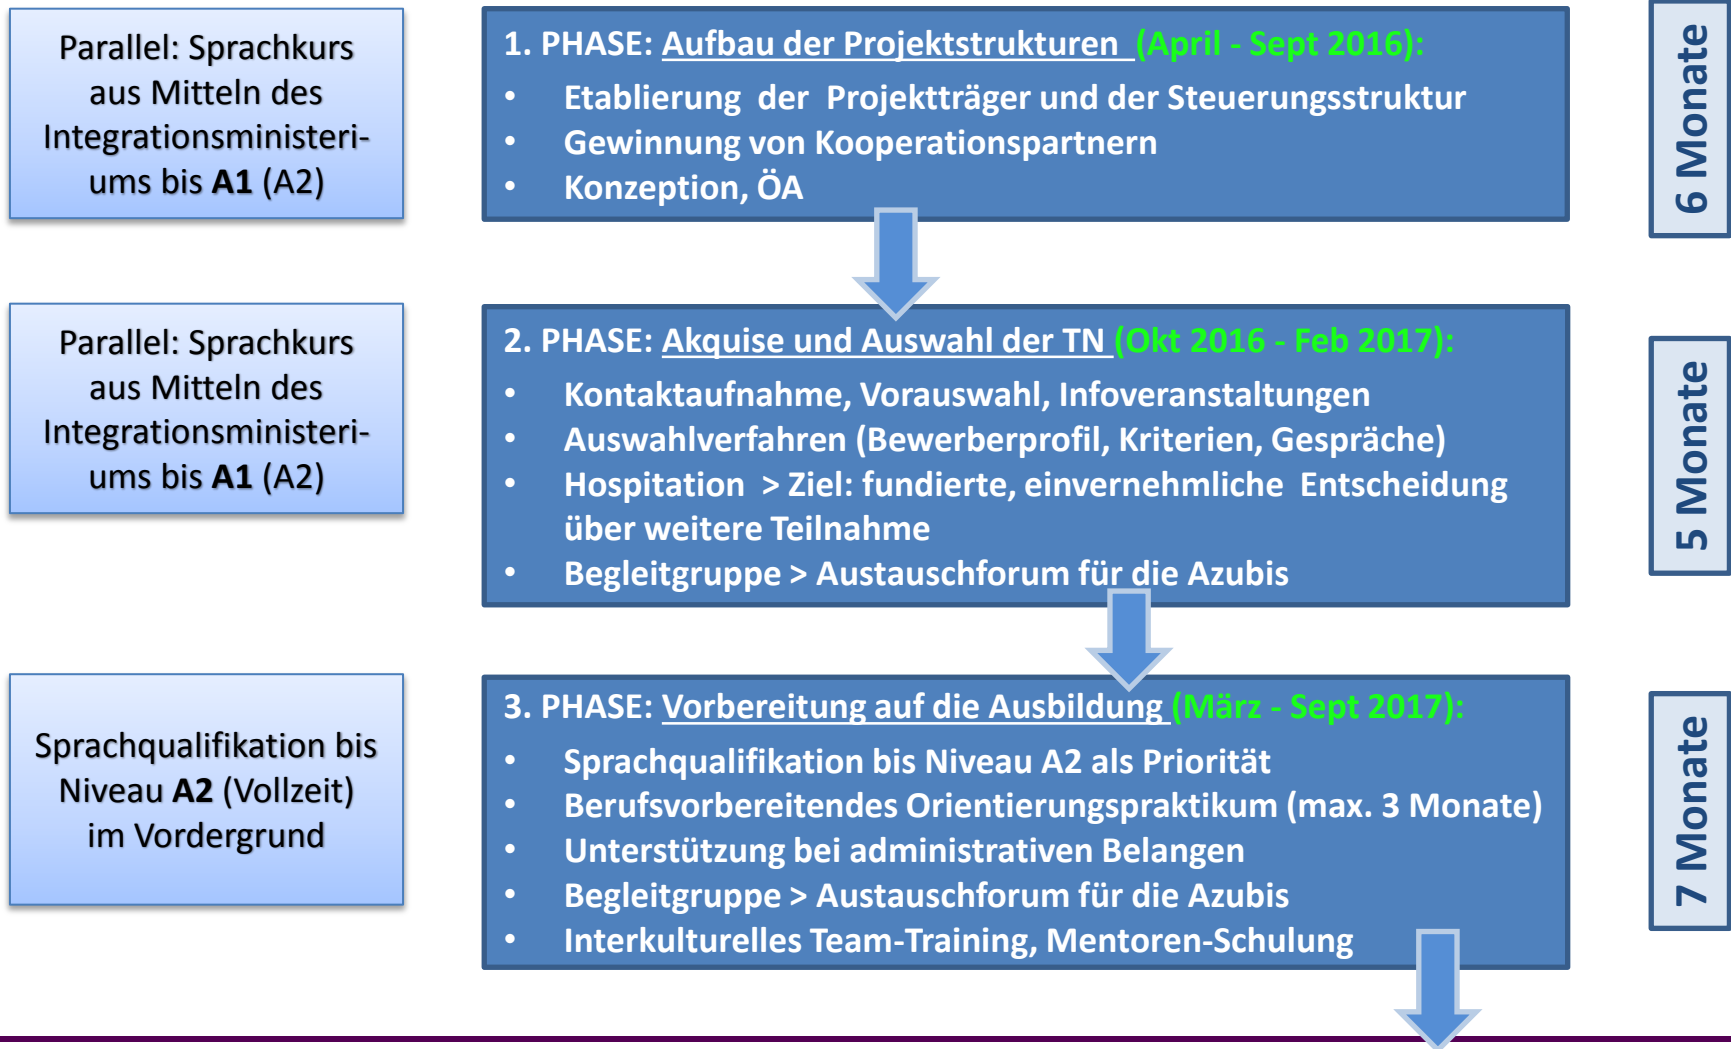 Parallel: Sprachkurs
aus Mitteln des
Integrationsministeri-
ums bis A1 (A2)
1. PHASE: Aufbau der Projektstrukturen (April - Sept 2016):
• Etablierung der Projektträger und der Steuerungsstruktur
• Gewinnung von Kooperationspartnern
• Konzeption, ÖA
6 Monate
Parallel: Sprachkurs
aus Mitteln des
Integrationsministeri-
ums bis A1 (A2)
2. PHASE: Akquise und Auswahl der TN (Okt 2016 - Feb 2017):
• Kontaktaufnahme, Vorauswahl, Infoveranstaltungen
• Auswahlverfahren (Bewerberprofil, Kriterien, Gespräche)
• Hospitation > Ziel: fundierte, einvernehmliche Entscheidung
über weitere Teilnahme
• Begleitgruppe > Austauschforum für die Azubis
5 Monate
Sprachqualifikation bis
Niveau A2 (Vollzeit)
im Vordergrund
3. PHASE: Vorbereitung auf die Ausbildung (März - Sept 2017):
• Sprachqualifikation bis Niveau A2 als Priorität
• Berufsvorbereitendes Orientierungspraktikum (max. 3 Monate)
• Unterstützung bei administrativen Belangen
• Begleitgruppe > Austauschforum für die Azubis
• Interkulturelles Team-Training, Mentoren-Schulung
7 Monate